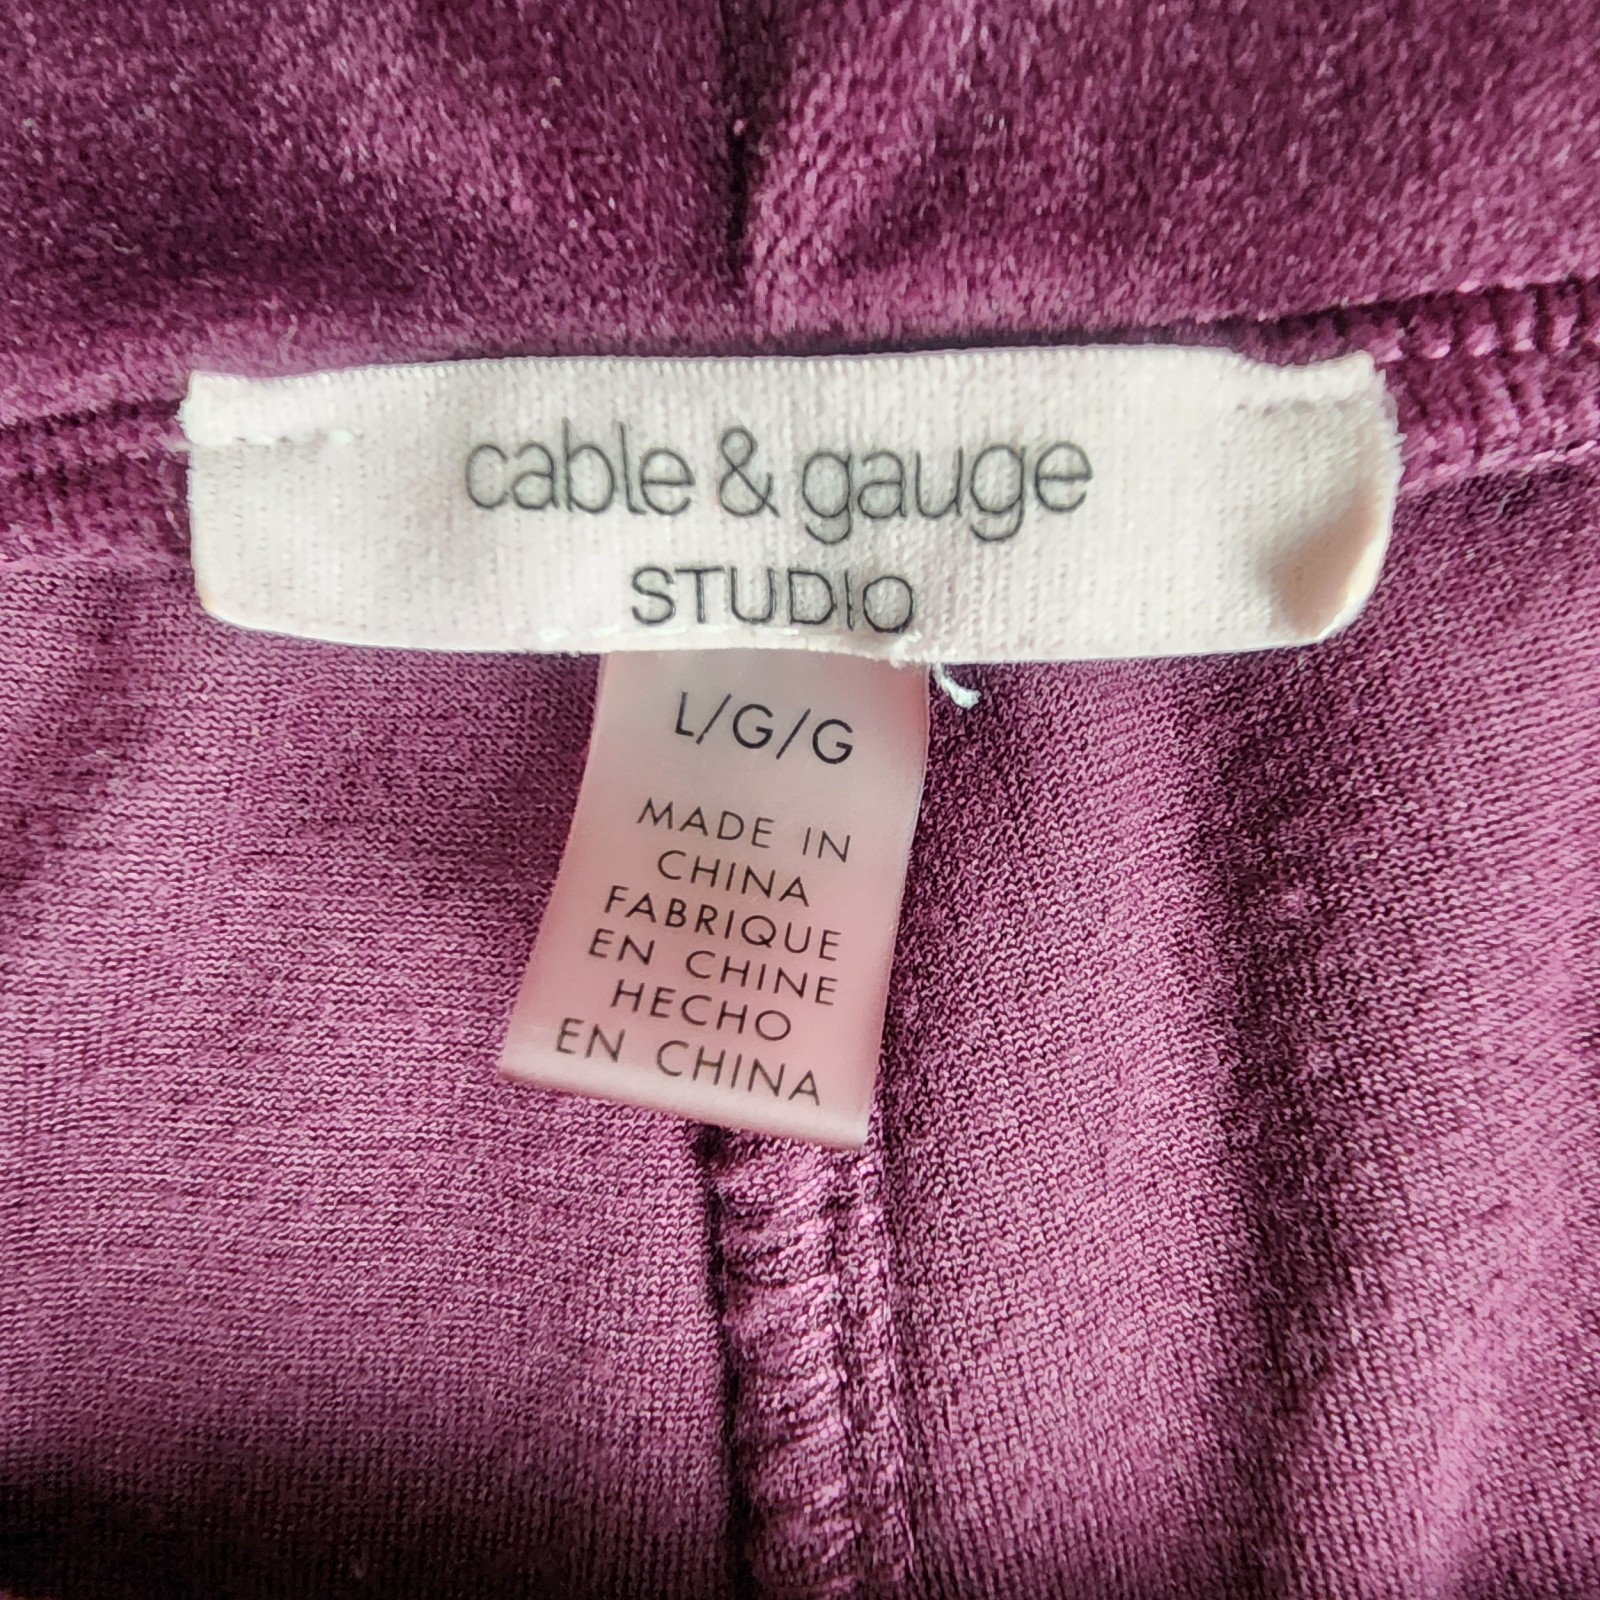 cable & gauge
STUDIO
L/G/G
MADE IN
CHINA
FABRIQUE
EN CHINE
HECHO
EN CHINA